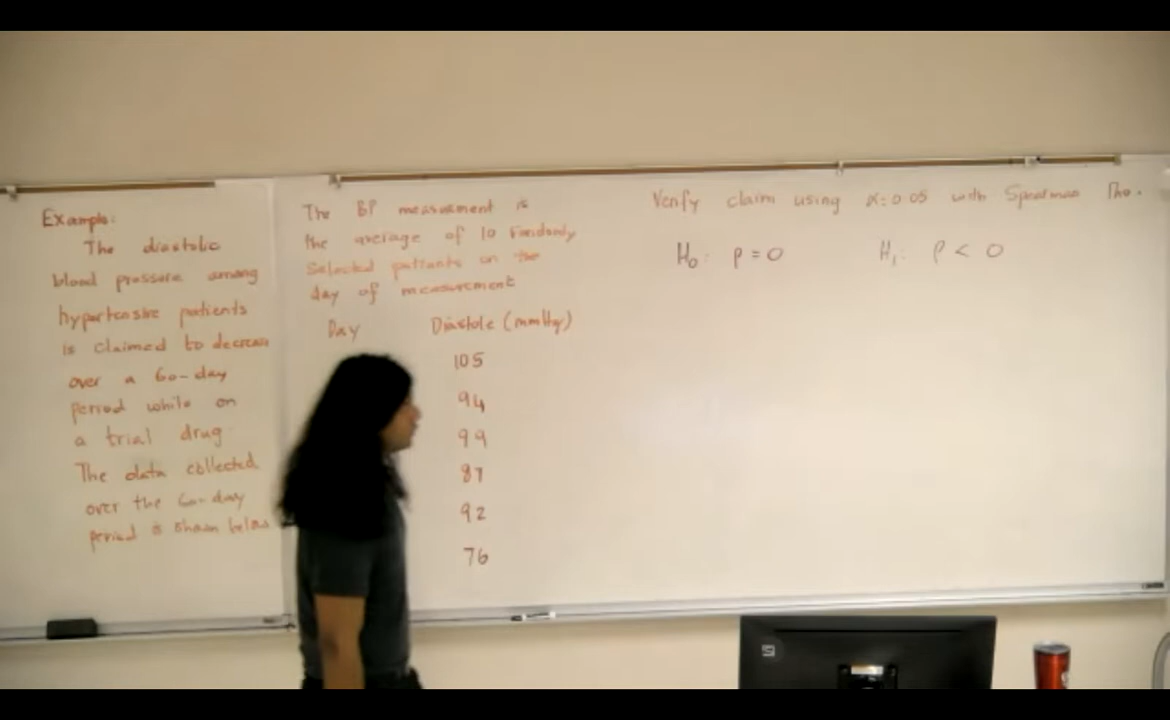 Example:
The diastolic
blood pressure among
hypertensive patients
is claimed to decrease
over a 60-day
period while on
a trial drug
The data collected
over the 60-day
period is shown below
The BP measurement is
the average of 10 randomly
selected patients on the
day of measurement
Day Diastole (mmHg)
105
94
99
87
92
76
Verify claim using α=0.05 with Spearman Rho.
H₀: ρ=0 H₁: ρ<0